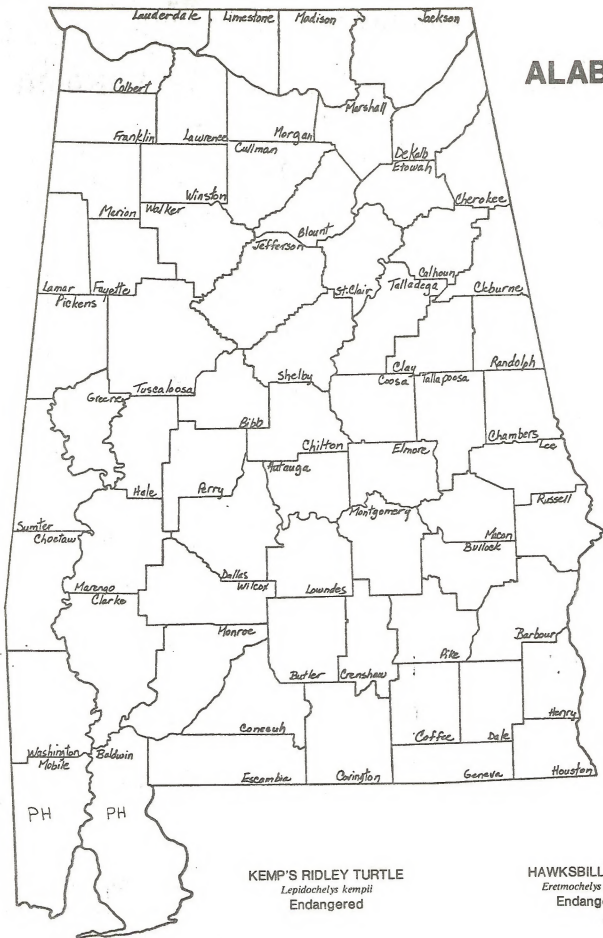 Lauderdale Limestone Madison Jackson
ALAB
Colbert
Marshall
Franklin Lawrence Morgan
Cullman
DeKalb
Etowah
Winston
Cherokee
Marion Walker
Blount
Jefferson
Calhoun
Lamar Fayette St. Clair Talladega Cleburne
Pickens
Shelby Clay Randolph
Coosa Tallapoosa
Greene Tuscaloosa
Bibb
Chambers
Chilton Elmore Lee
Autauga
Hale Perry Russell
Montgomery
Sumter Macon
Choctaw Bullock
Dallas
Marengo Wilcox Lowndes
Clarke
Monroe Barbour
Pike
Butler Crenshaw
Henry
Conecuh Coffee Dale
Washington Baldwin
Mobile
Escambia Covington Geneva Houston
PH PH
KEMP'S RIDLEY TURTLE
Lepidochelys kempii
Endangered
HAWKSBILL
Eretmochelys
Endang